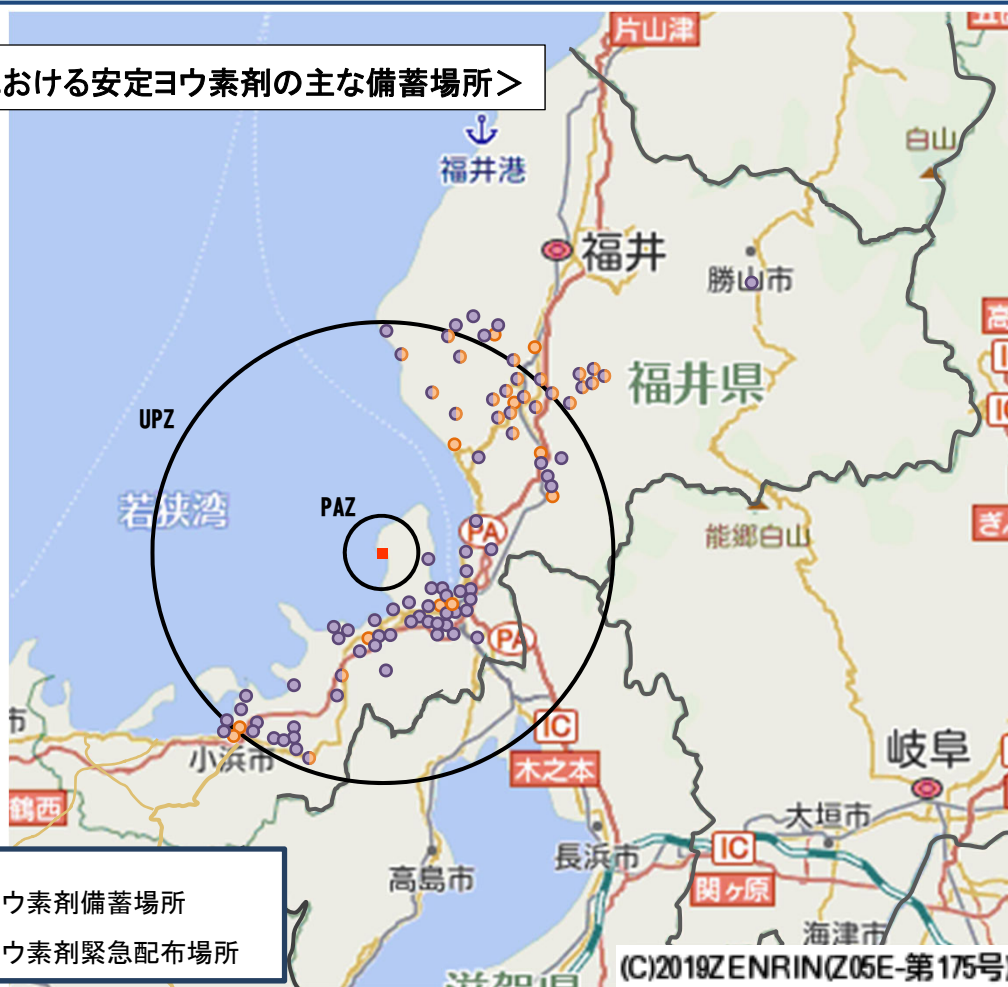 片山津
おける安定ヨウ素剤の主な備蓄場所＞
白山
福井港
福井
勝山市
福井県
UPZ
若狭湾
PAZ
PA
能郷白山
PA
IC
木之本
市
小浜市
岐阜
鶴西
大垣市
長浜市
IC
高島市
関ヶ原
ウ素剤備蓄場所
海津市
ウ素剤緊急配布場所
(C)2019ZENRIN(Z05E-第175号)
滋賀県